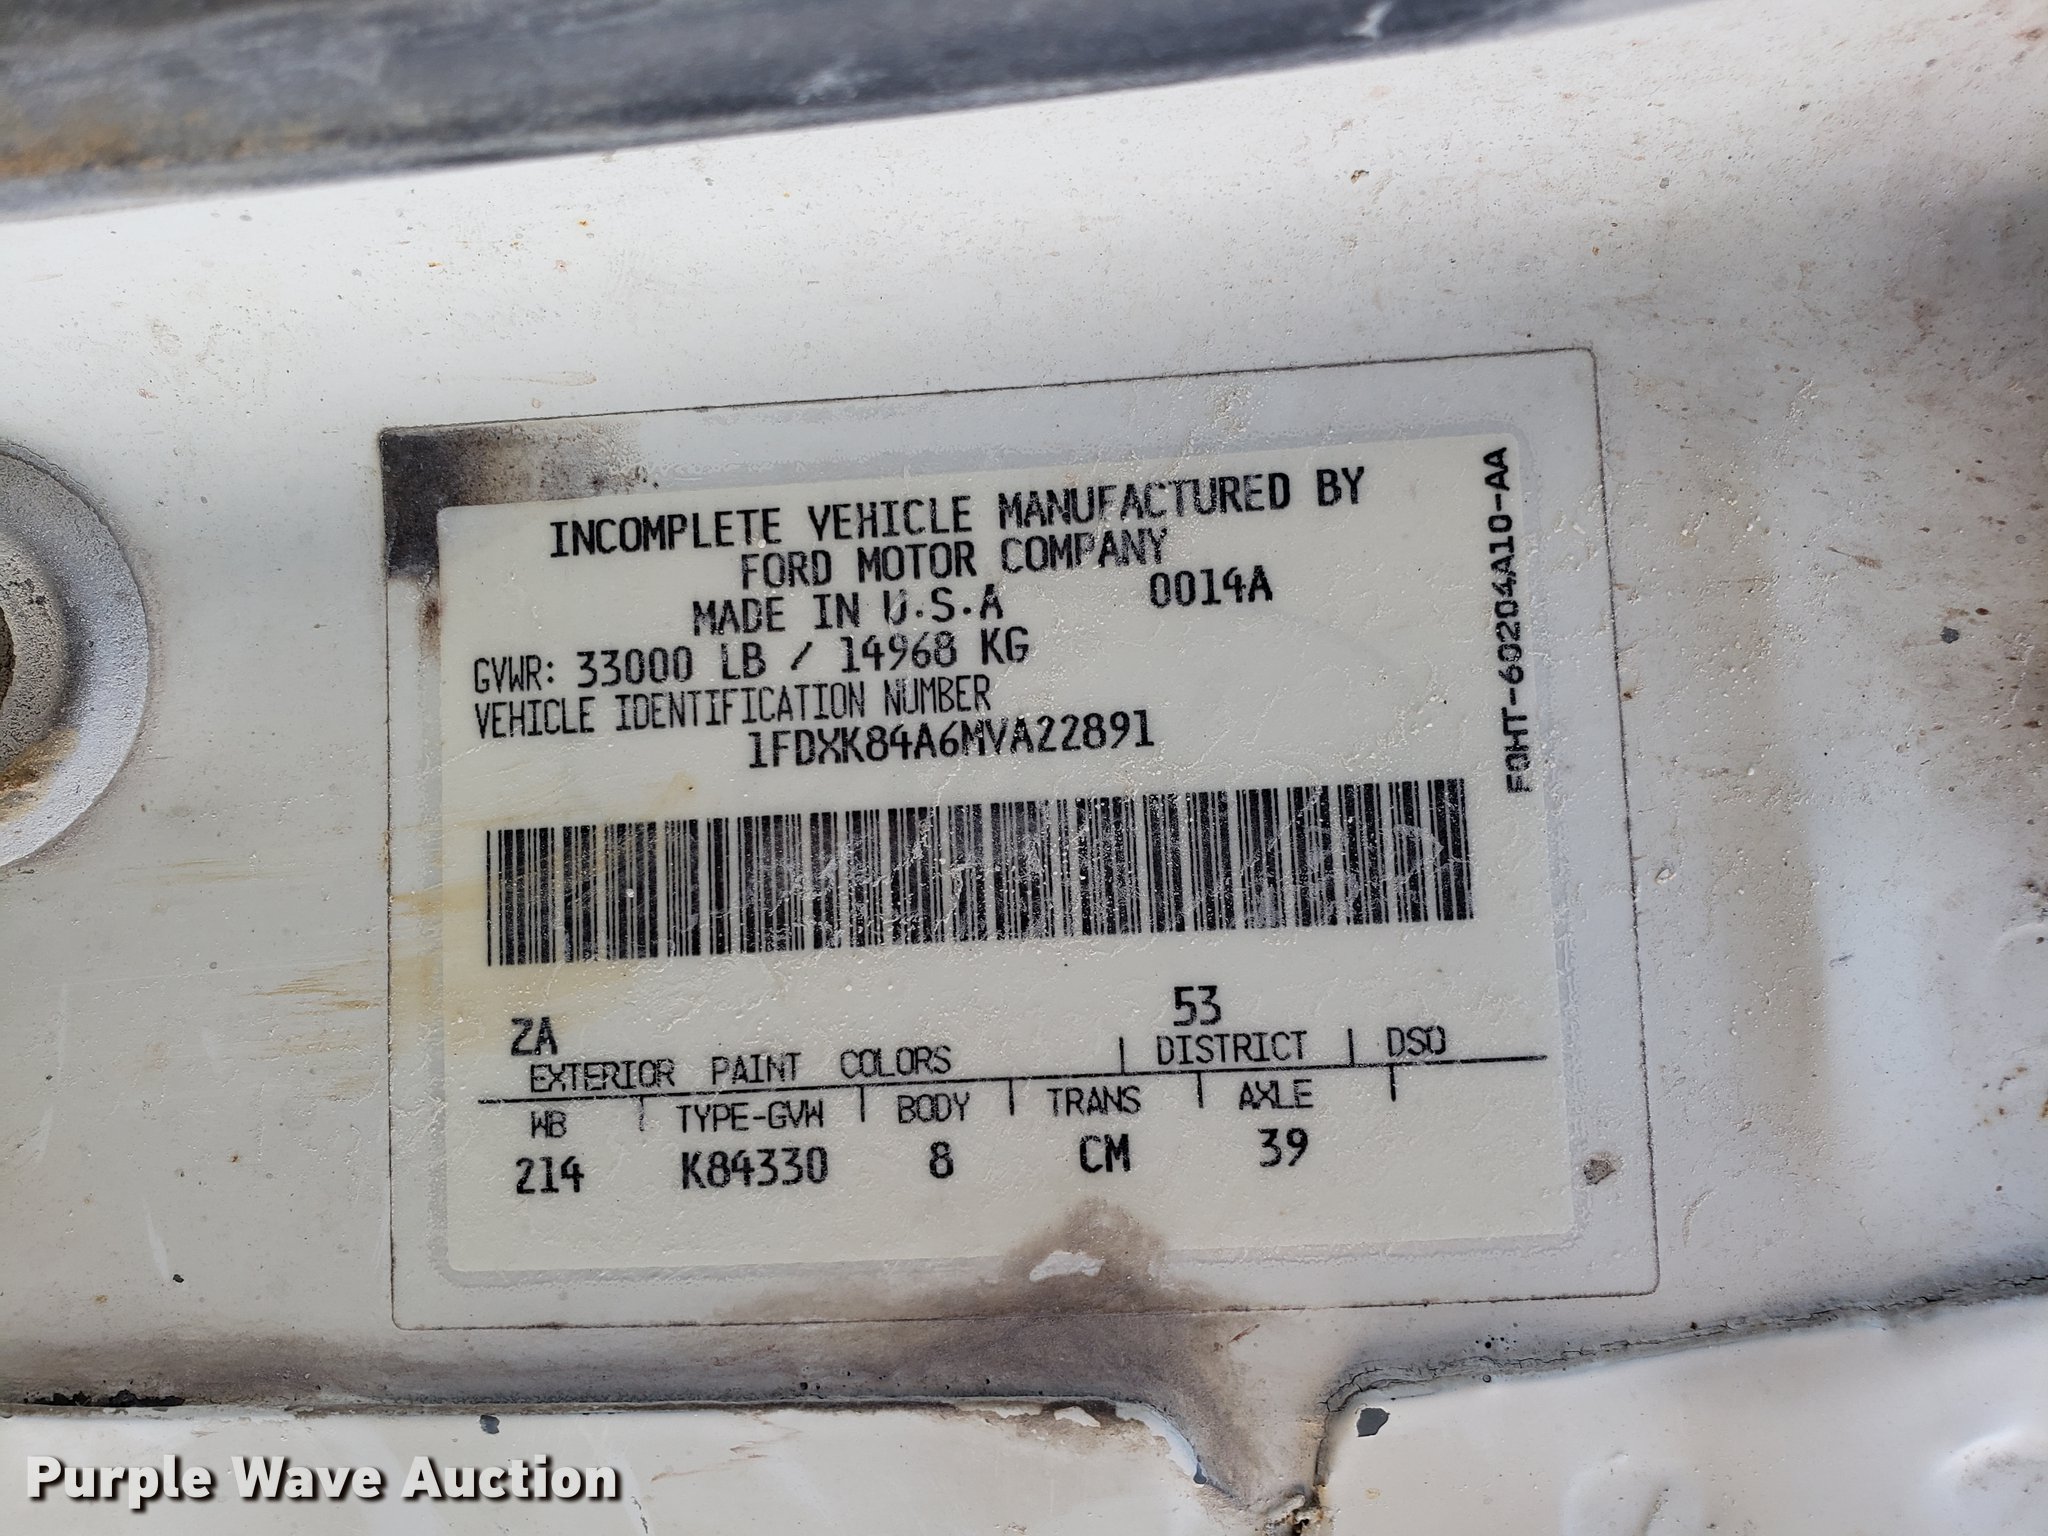 INCOMPLETE VEHICLE MANUFACTURED BY
FORD MOTOR COMPANY
MADE IN U.S.A 0014A
GVWR: 33000 LB / 14968 KG
VEHICLE IDENTIFICATION NUMBER
1FDXK84A6MVA22891
F0HT-60204A10-AA
ZA 53
EXTERIOR PAINT COLORS DISTRICT DSO
WB TYPE-GVW BODY TRANS AXLE
214 K84330 8 CM 39
Purple Wave Auction